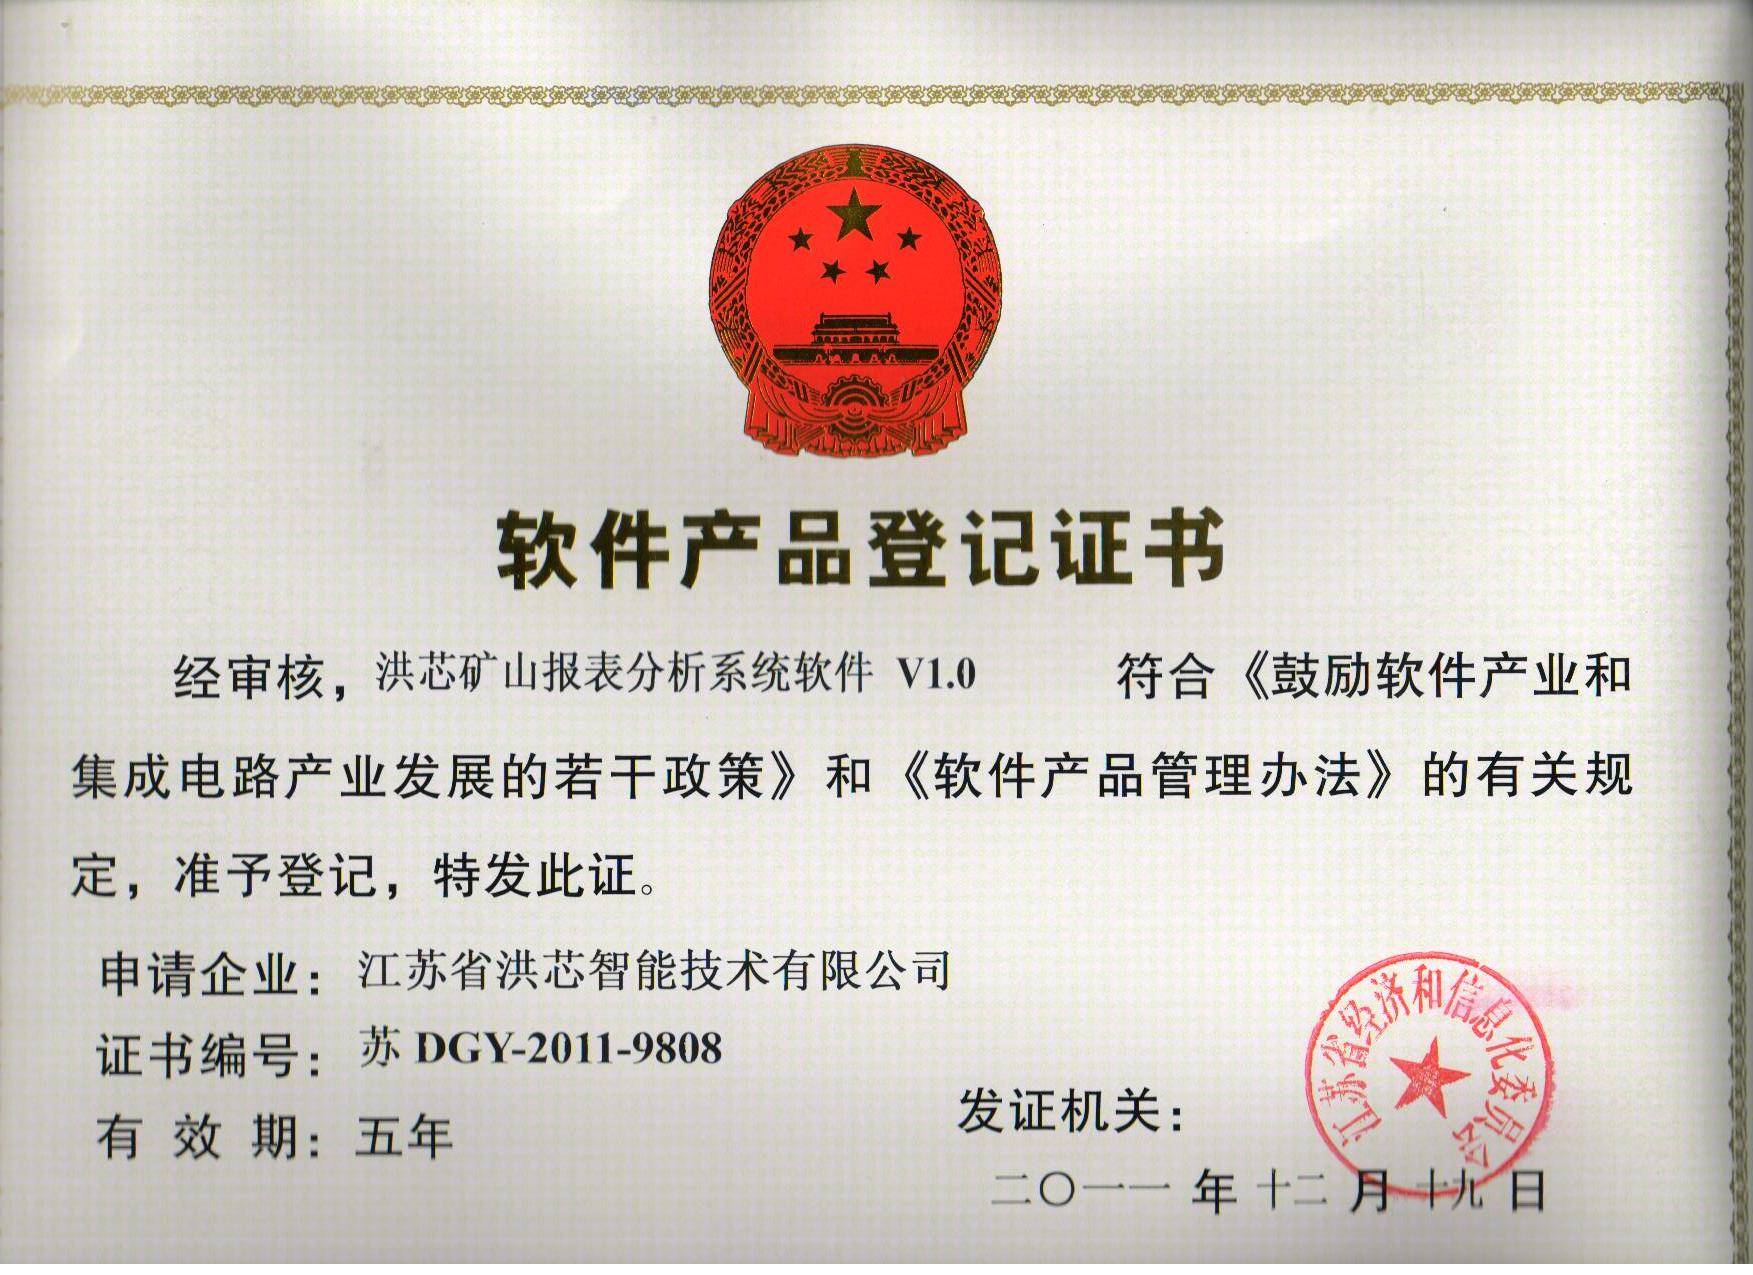 软件产品登记证书
经审核，洪芯矿山报表分析系统软件 V1.0 符合《鼓励软件产业和
集成电路产业发展的若干政策》和《软件产品管理办法》的有关规
定，准予登记，特发此证。
申请企业：江苏省洪芯智能技术有限公司
证书编号：苏 DGY-2011-9808
有 效 期：五年
发证机关：
江苏省经济和信息化委员会
二〇一一 年 十二 月 十九 日